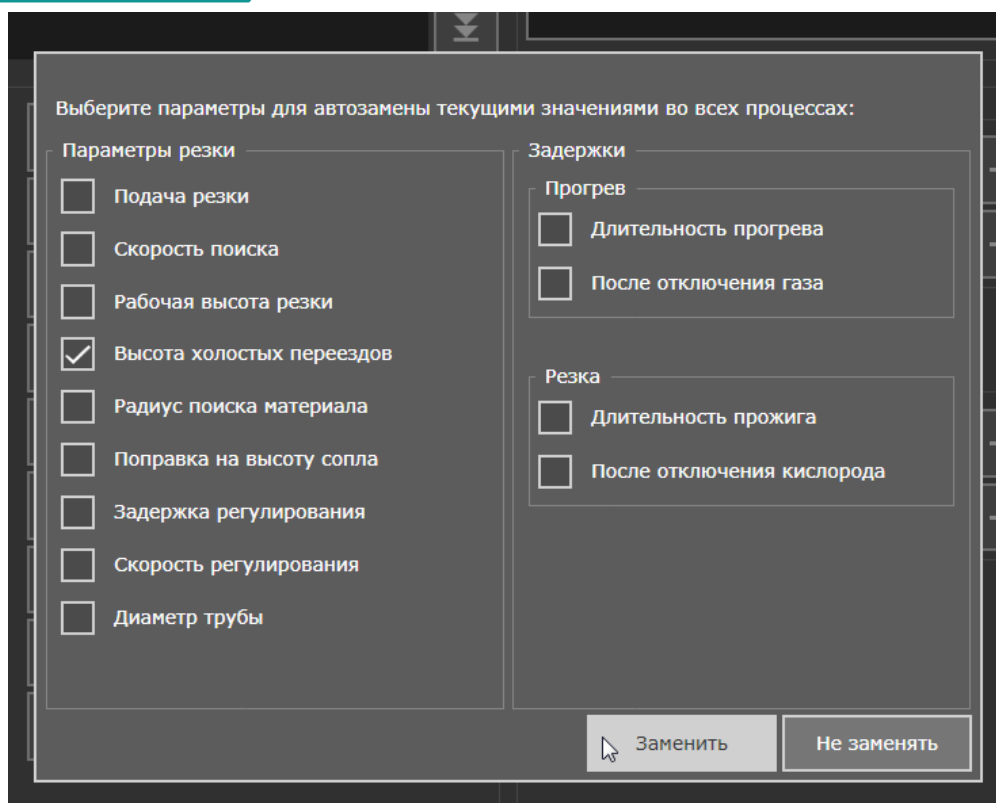 Выберите параметры для автозамены текущими значениями во всех процессах:
Параметры резки
Подача резки
Скорость поиска
Рабочая высота резки
Высота холостых переездов
Радиус поиска материала
Поправка на высоту сопла
Задержка регулирования
Скорость регулирования
Диаметр трубы
Задержки
Прогрев
Длительность прогрева
После отключения газа
Резка
Длительность прожига
После отключения кислорода
Заменить
Не заменять